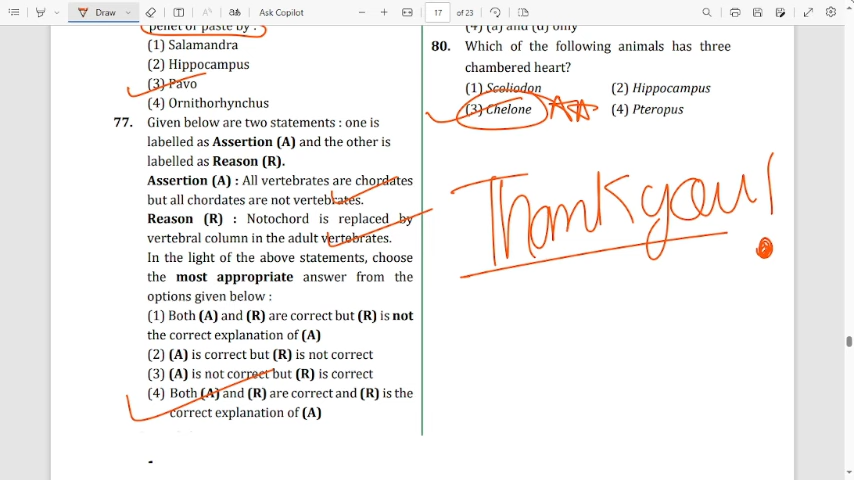 Draw
Ask Copilot
17 of 23
pellet or paste by :
(1) Salamandra
(2) Hippocampus
(3) Pavo
(4) Ornithorhynchus
77. Given below are two statements : one is
labelled as Assertion (A) and the other is
labelled as Reason (R).
Assertion (A) : All vertebrates are chordates
but all chordates are not vertebrates.
Reason (R) : Notochord is replaced by
vertebral column in the adult vertebrates.
In the light of the above statements, choose
the most appropriate answer from the
options given below :
(1) Both (A) and (R) are correct but (R) is not
the correct explanation of (A)
(2) (A) is correct but (R) is not correct
(3) (A) is not correct but (R) is correct
(4) Both (A) and (R) are correct and (R) is the
correct explanation of (A)
(4) (a) and (d) only
80. Which of the following animals has three
chambered heart?
(1) Scoliodon (2) Hippocampus
(3) Chelone (4) Pteropus
Thank you!